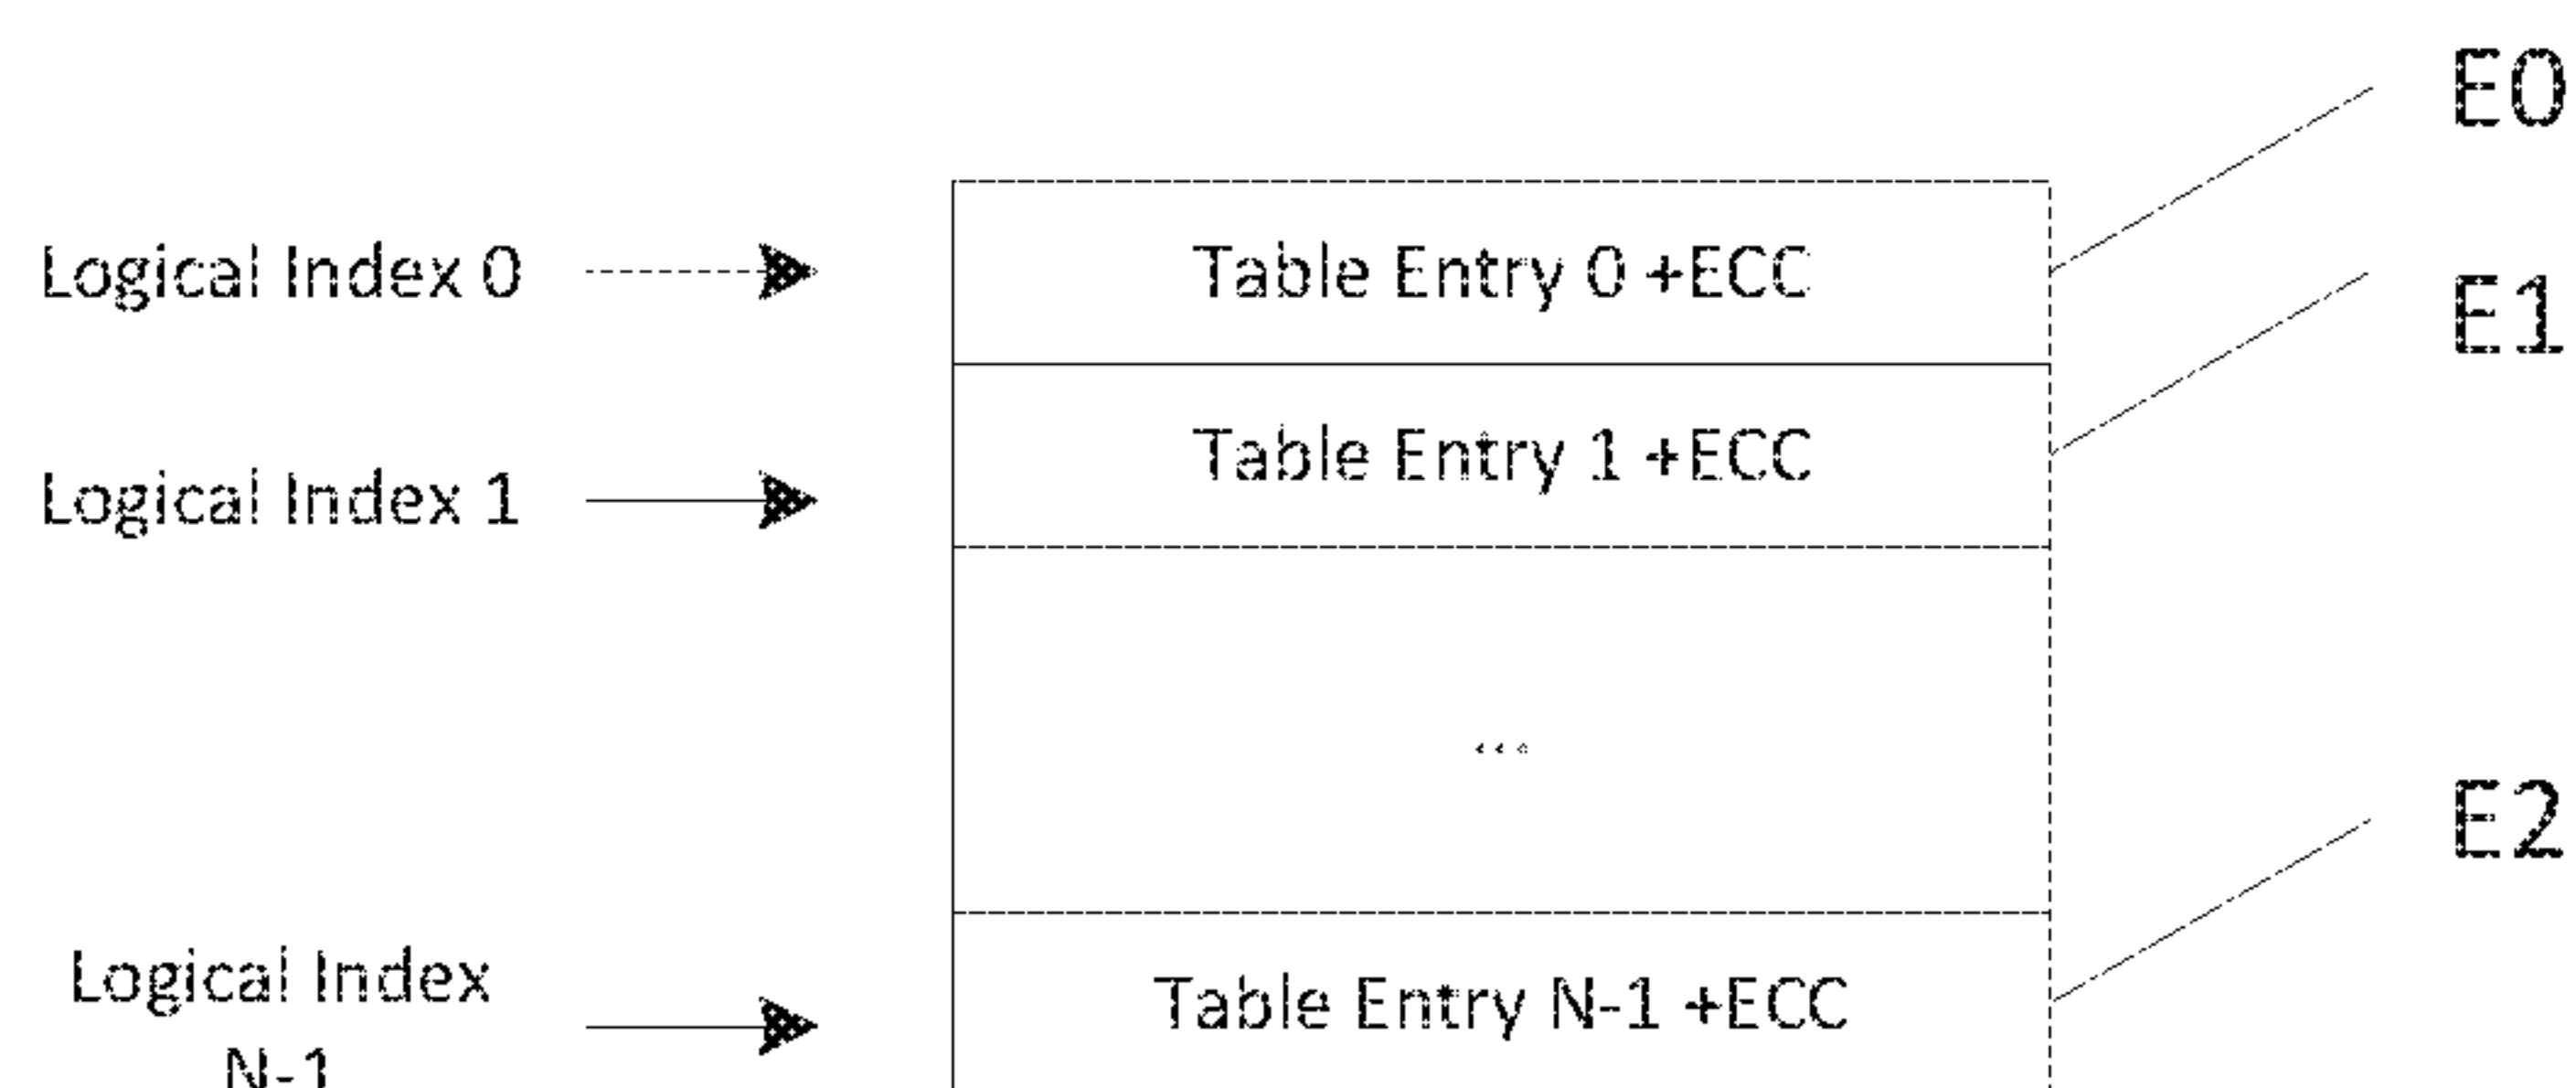 E0
Logical Index 0
Table Entry 0 +ECC
E1
Logical Index 1
Table Entry 1 +ECC
...
E2
Logical Index
N-1
Table Entry N-1 +ECC